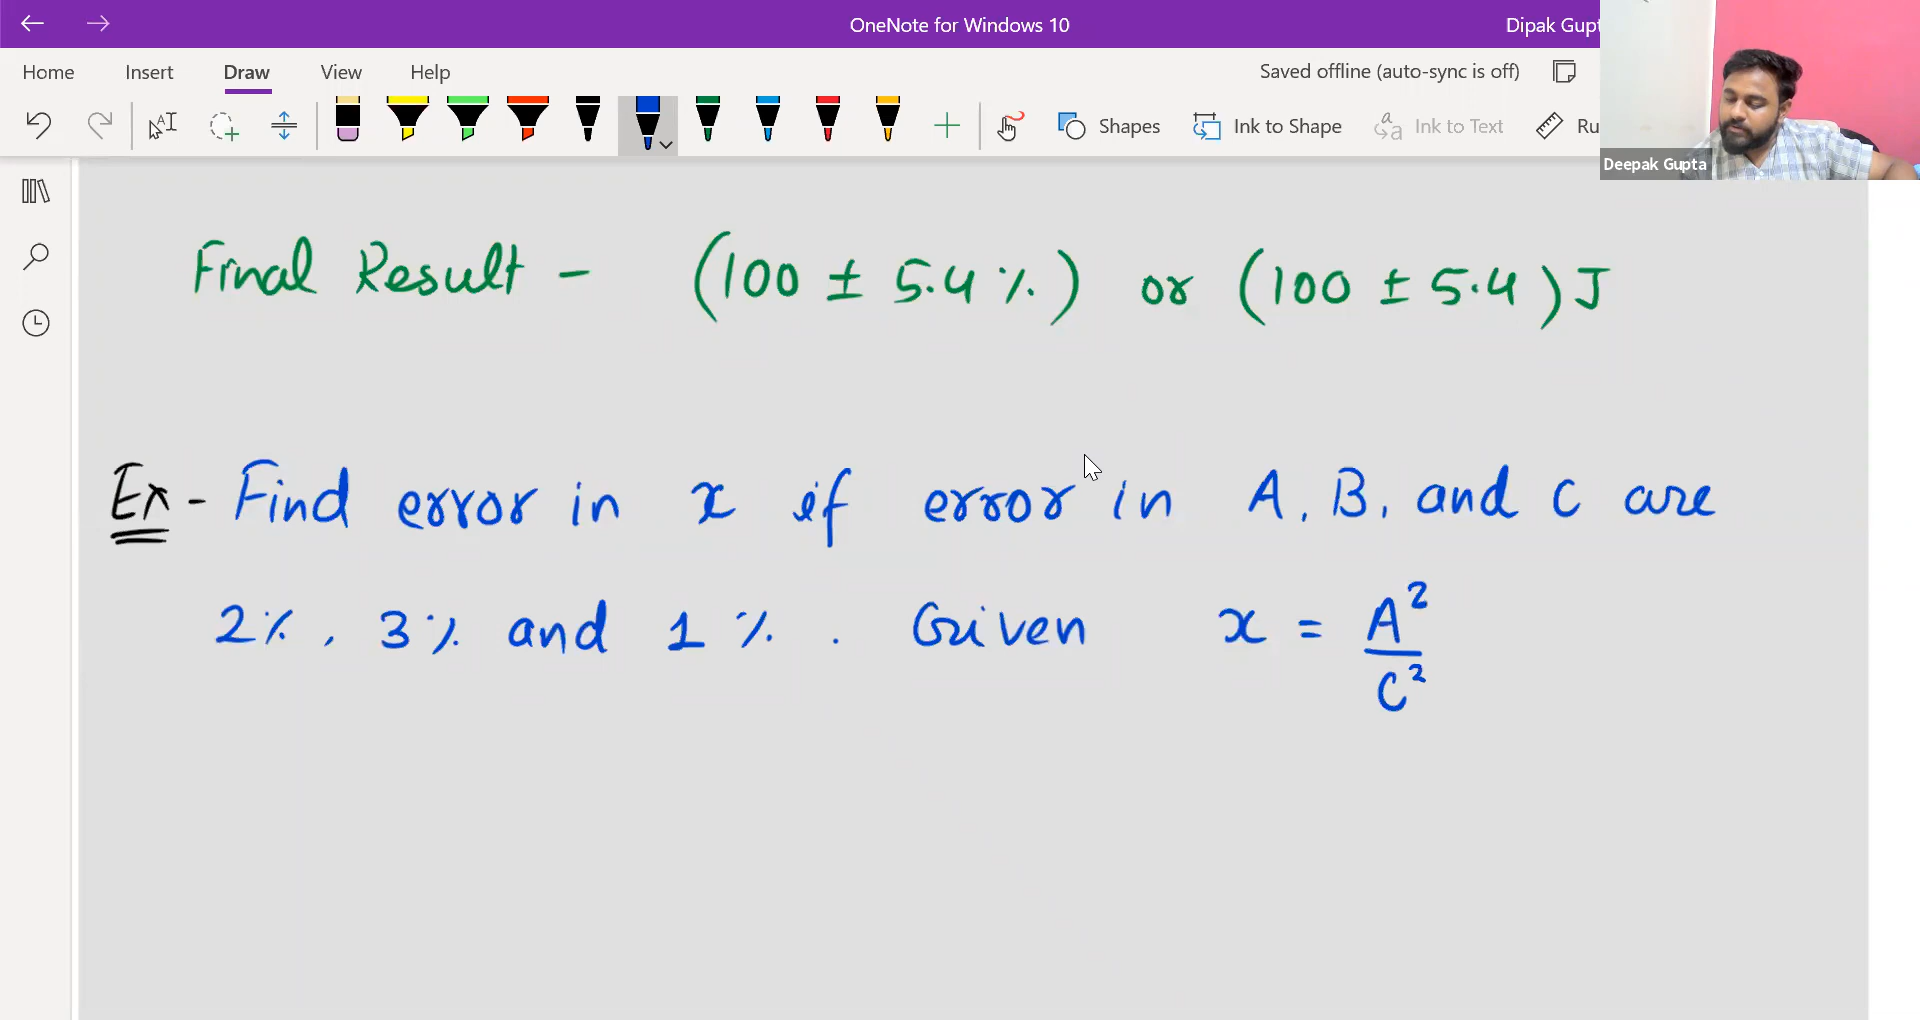 OneNote for Windows 10
Dipak Gupt
Home Insert Draw View Help
Saved offline (auto-sync is off)
Shapes Ink to Shape Ink to Text Ru
Deepak Gupta
Final Result - (100 ± 5.4 %) or (100 ± 5.4) J
Ex - Find error in x if error in A, B, and C are
2%, 3% and 1%. Given x = A²/C²